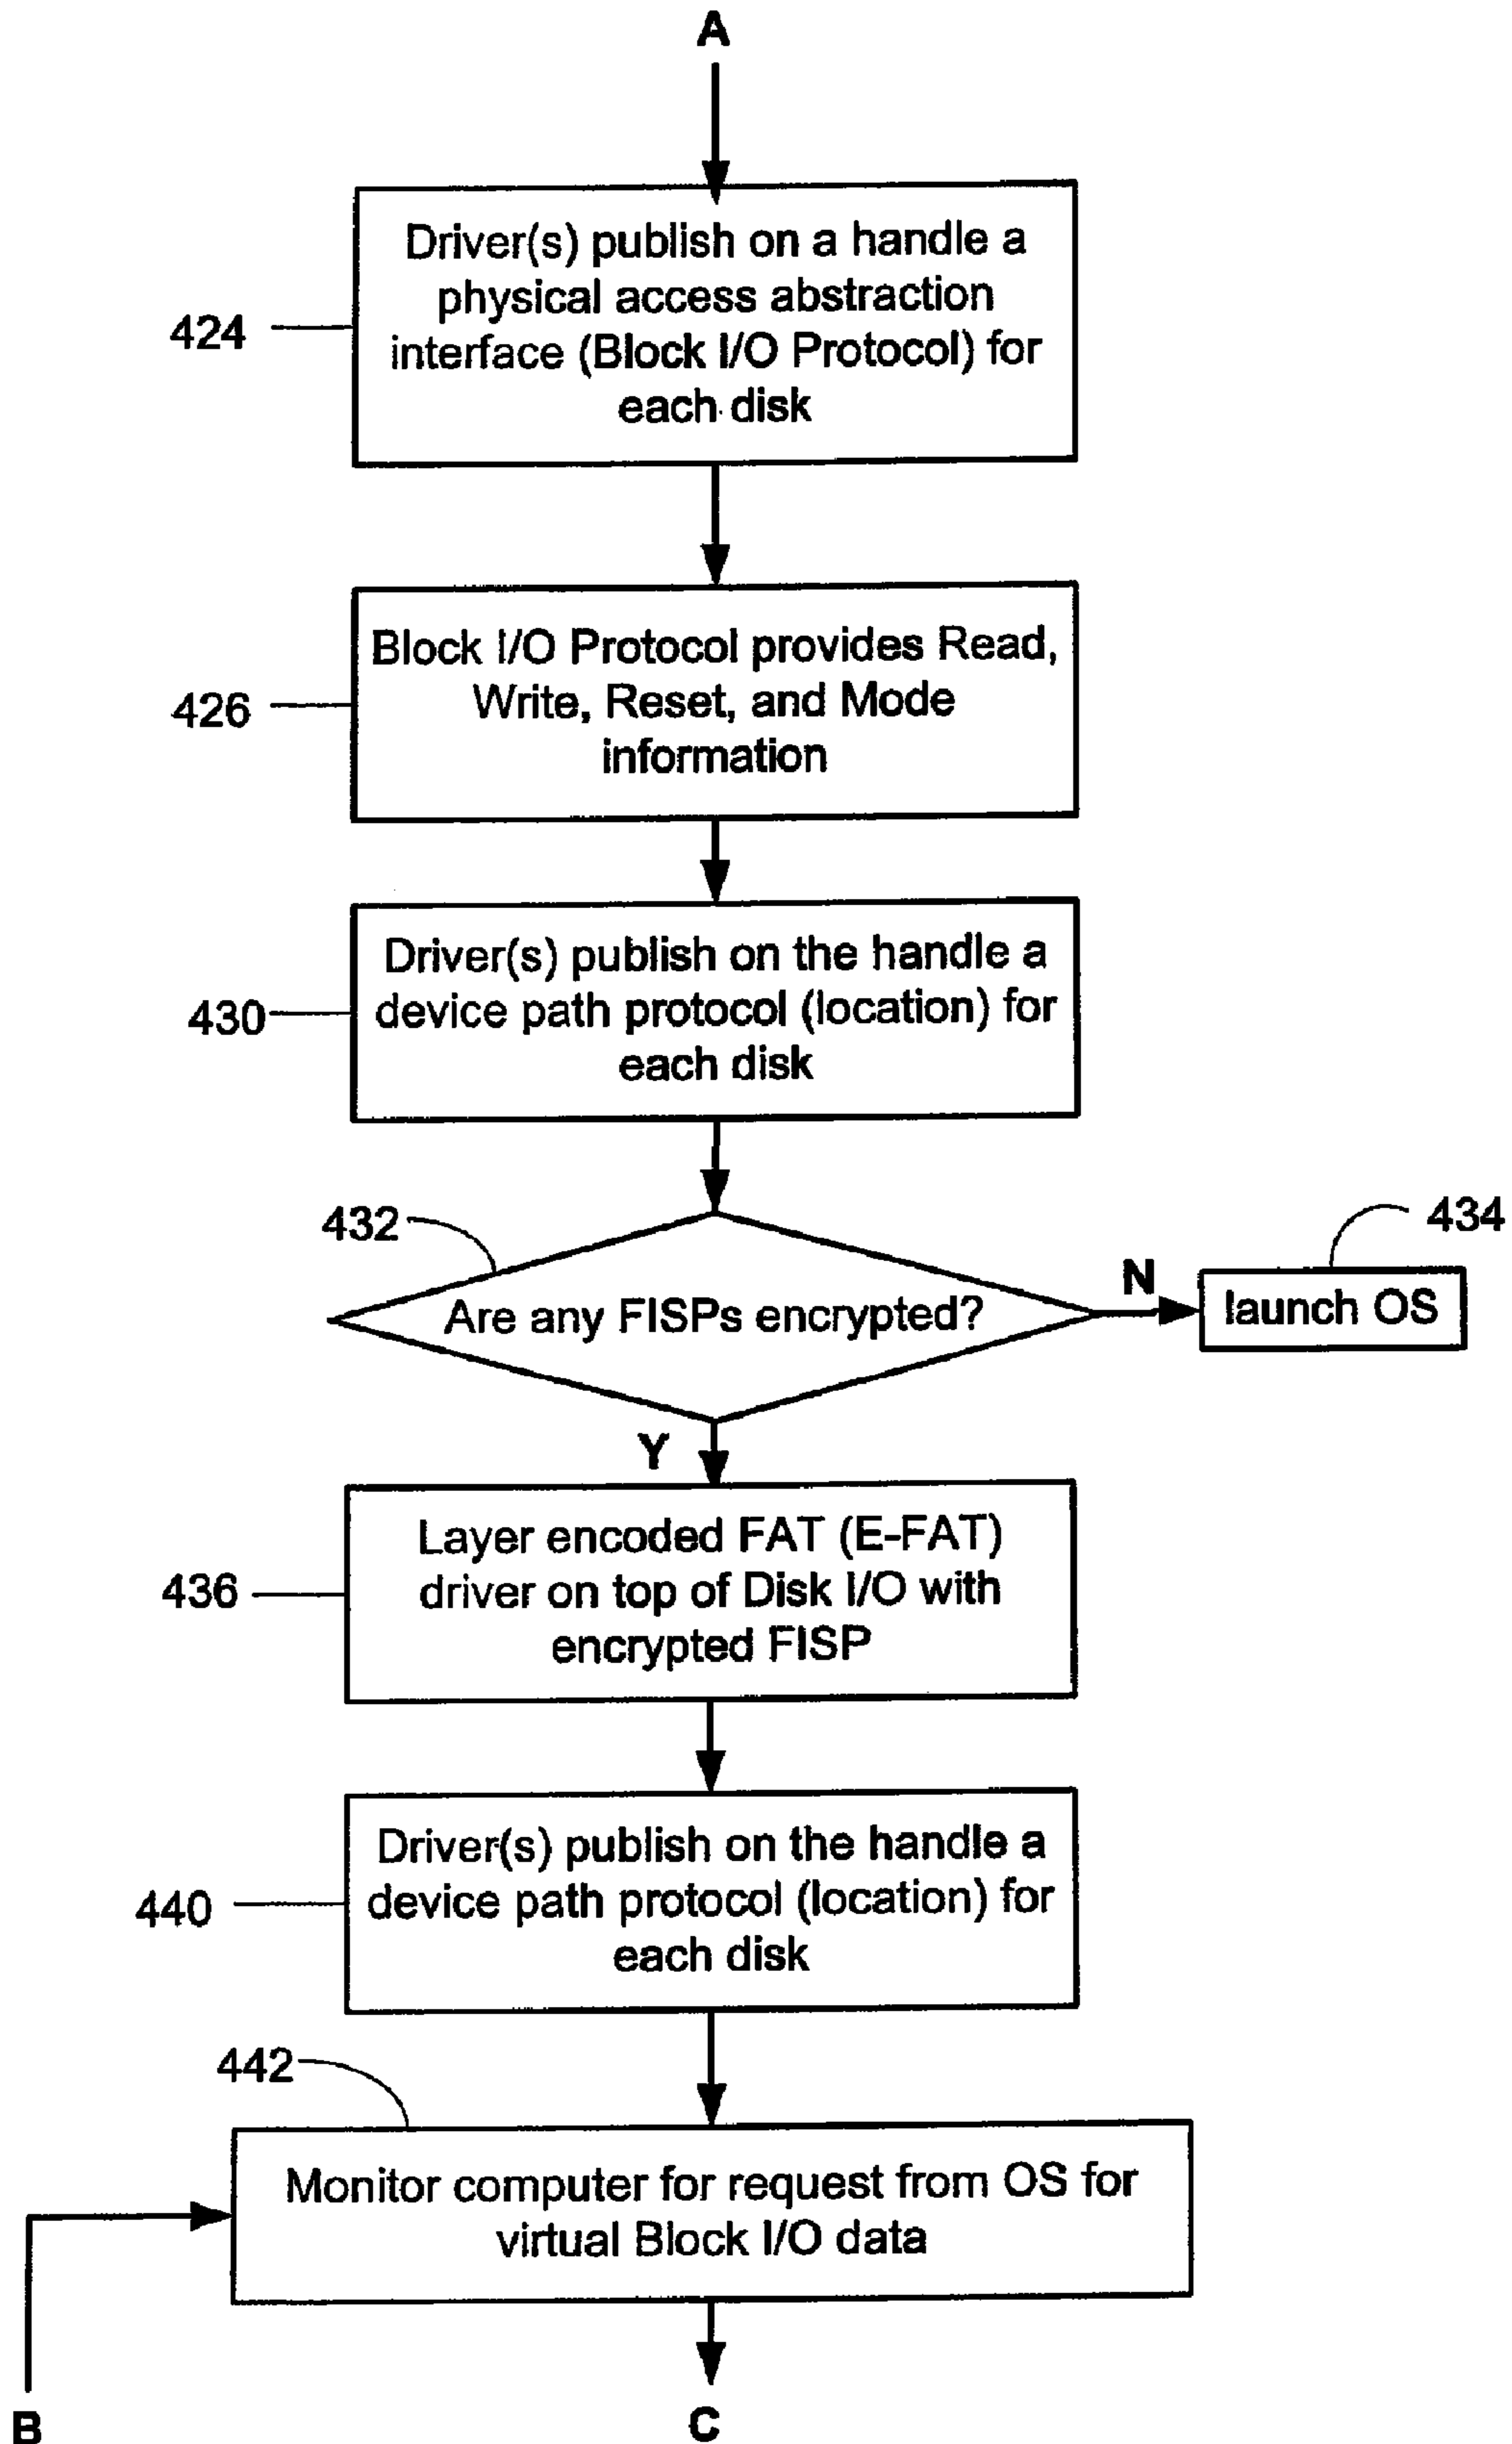 A
Driver(s) publish on a handle a
physical access abstraction
interface (Block I/O Protocol) for
each disk
424
Block I/O Protocol provides Read,
Write, Reset, and Mode
information
426
Driver(s) publish on the handle a
device path protocol (location) for
each disk
430
432
434
Are any FISPs encrypted?
N
launch OS
Y
Layer encoded FAT (E-FAT)
driver on top of Disk I/O with
encrypted FISP
436
Driver(s) publish on the handle a
device path protocol (location) for
each disk
440
442
Monitor computer for request from OS for
virtual Block I/O data
B
C